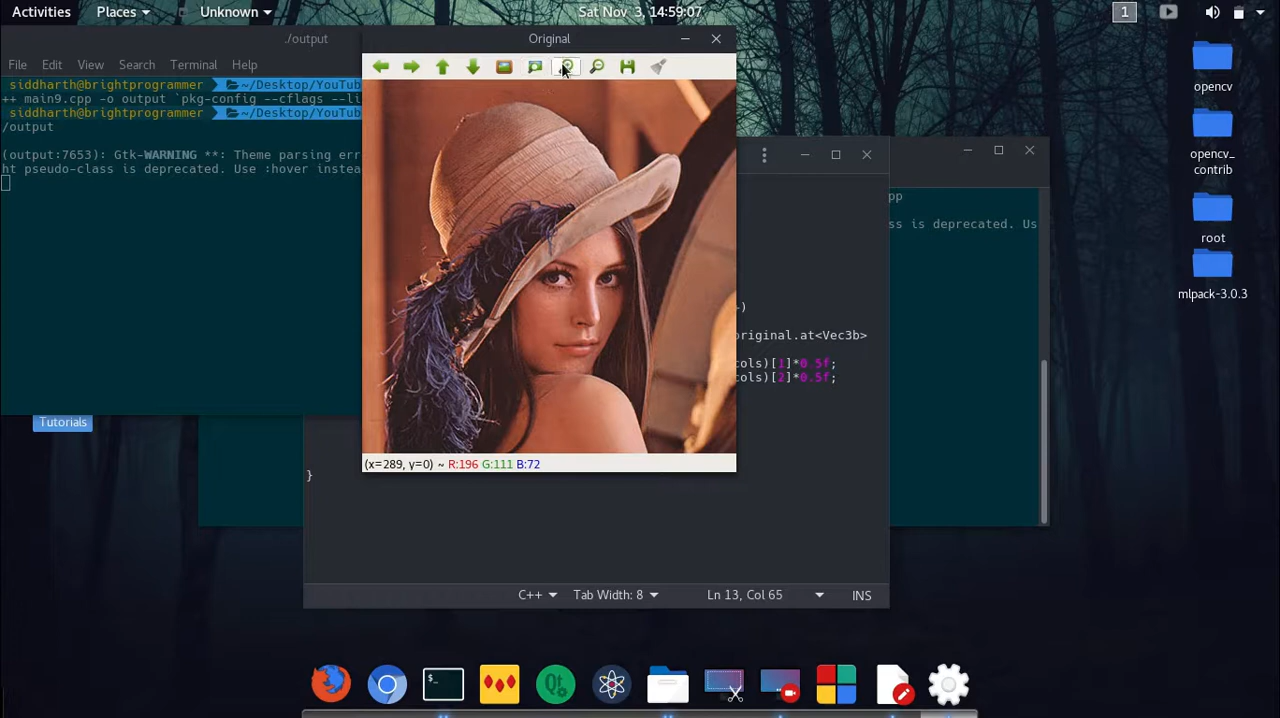 Activities Places Unknown Sat Nov 3, 14:59:07 1
./output
Original
File Edit View Search Terminal Help
siddharth@brightprogrammer ~/Desktop/YouTub
++ main9.cpp -o output `pkg-config --cflags --li
siddharth@brightprogrammer ~/Desktop/YouTub
/output
(output:7653): Gtk-WARNING **: Theme parsing err
ht pseudo-class is deprecated. Use :hover instea
pp
ss is deprecated. Us
)
original.at<Vec3b>
cols)[1]*0.5f;
cols)[2]*0.5f;
}
(x=289, y=0) ~ R:196 G:111 B:72
C++ Tab Width: 8 Ln 13, Col 65 INS
Tutorials
opencv
opencv_
contrib
root
mlpack-3.0.3
$_
Qt